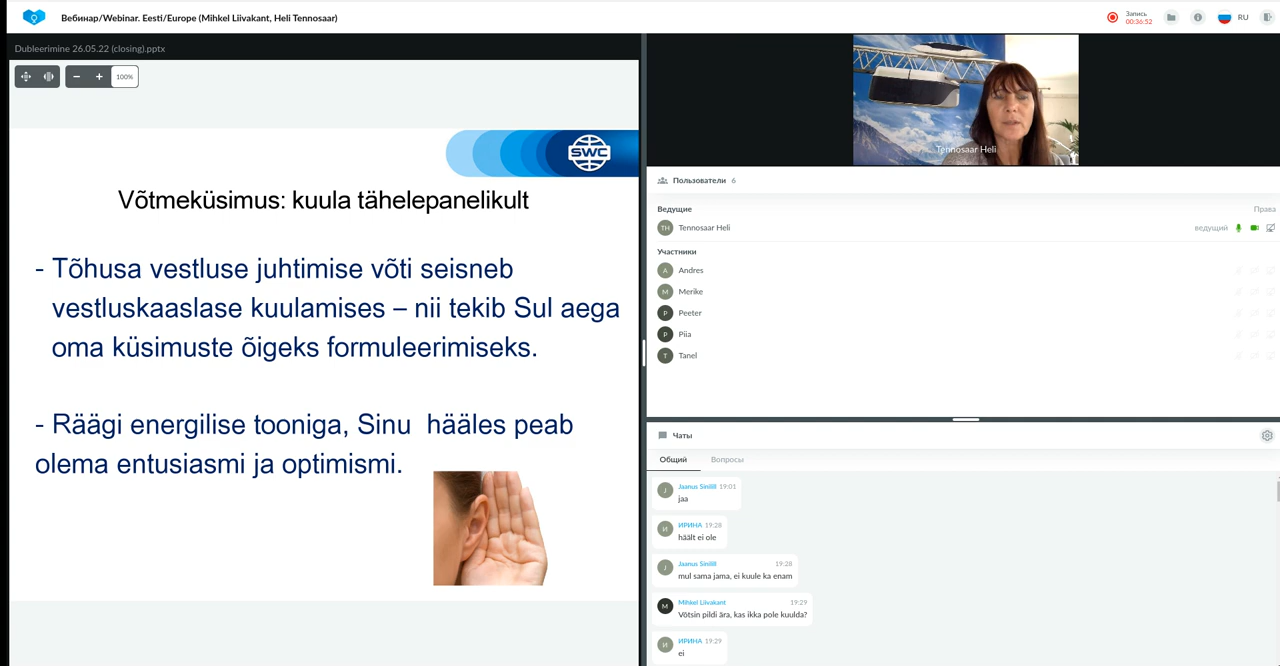 Вебинар/Webinar. Eesti/Europe (Mihkel Liivakant, Heli Tennosaar)
Запись
00:36:52
RU
Dubleerimine 26.05.22 (closing).pptx
100%
SWC
Võtmeküsimus: kuula tähelepanelikult
- Tõhusa vestluse juhtimise võti seisneb
vestluskaaslase kuulamises – nii tekib Sul aega
oma küsimuste õigeks formuleerimiseks.
- Räägi energilise tooniga, Sinu hääles peab
olema entusiasmi ja optimismi.
Tennosaar Heli
Пользователи 6
Ведущие Права
TH Tennosaar Heli ведущий
Участники
A Andres
M Merike
P Peeter
P Piia
T Tanel
Чаты
Общий Вопросы
J Jaanus Sinilill 19:01
jaa
И ИРИНА 19:28
häält ei ole
J Jaanus Sinilill 19:28
mul sama jama, ei kuule ka enam
M Mihkel Liivakant 19:29
Võtsin pildi ära, kas ikka pole kuulda?
И ИРИНА 19:29
ei